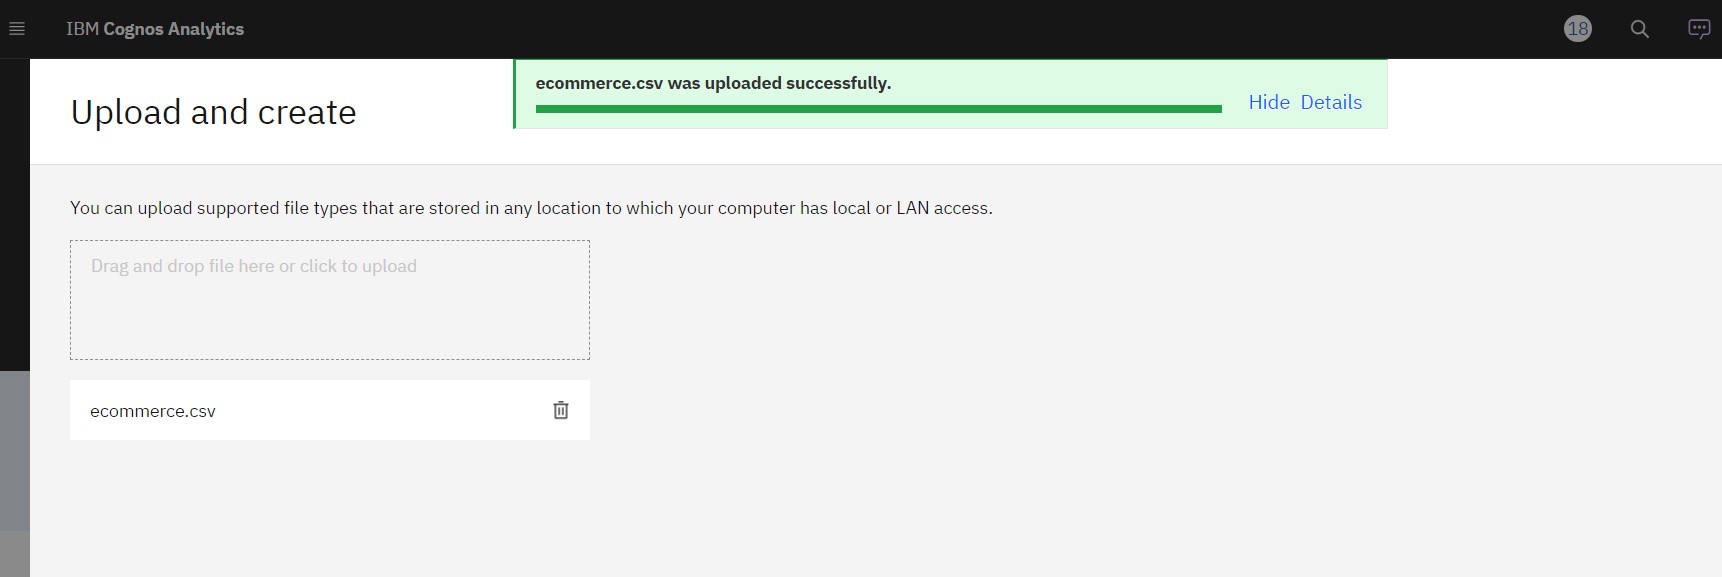 IBM Cognos Analytics
18
ecommerce.csv was uploaded successfully.
Hide Details
Upload and create
You can upload supported file types that are stored in any location to which your computer has local or LAN access.
Drag and drop file here or click to upload
ecommerce.csv